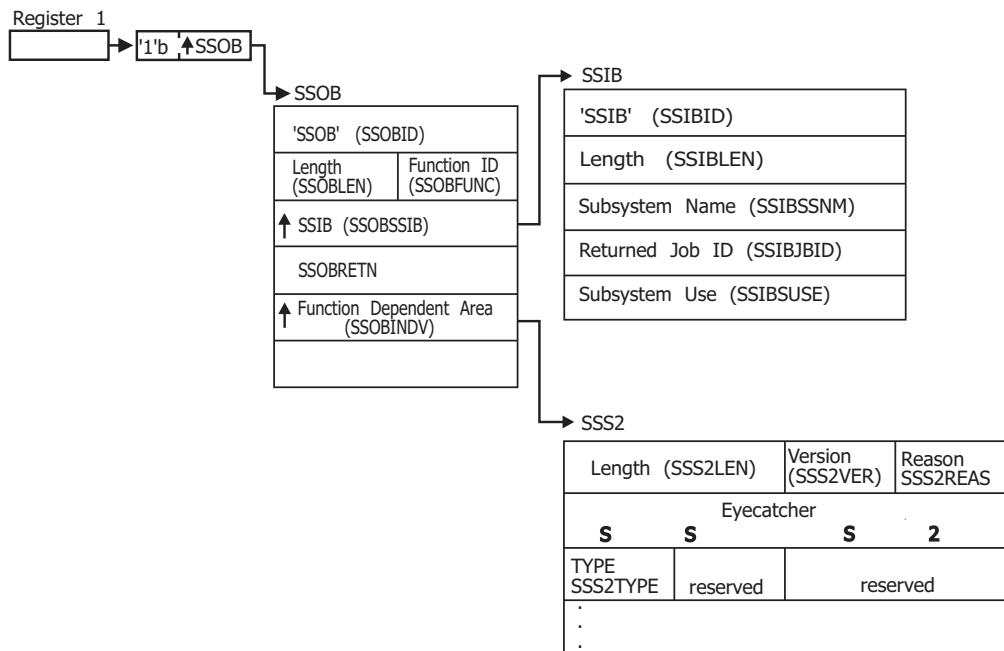 Register 1
'1'b SSOB
SSOB
'SSOB' (SSOBID)
Length
(SSOBLEN)
Function ID
(SSOBFUNC)
SSIB (SSOBSSIB)
SSOBRETN
Function Dependent Area
(SSOBINDV)
SSIB
'SSIB' (SSIBID)
Length (SSIBLEN)
Subsystem Name (SSIBSSNM)
Returned Job ID (SSIBJBID)
Subsystem Use (SSIBSUSE)
SSS2
Length (SSS2LEN)
Version
(SSS2VER)
Reason
SSS2REAS
Eyecatcher
S S S 2
TYPE
SSS2TYPE
reserved
reserved
.
.
.